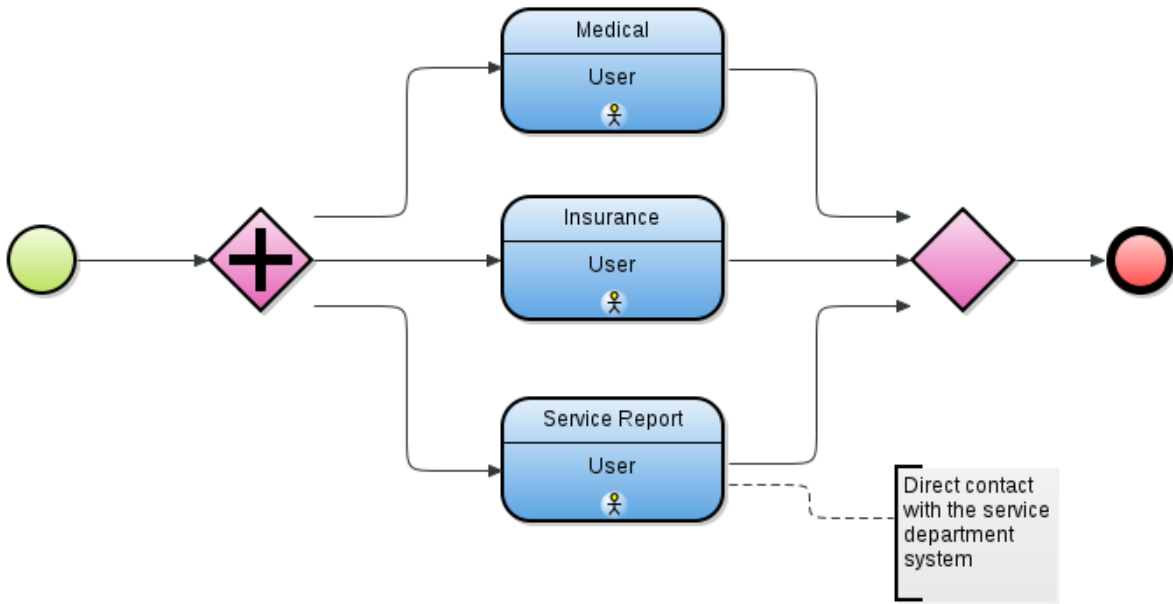 Medical
User
Insurance
User
Service Report
User
Direct contact
with the service
department
system